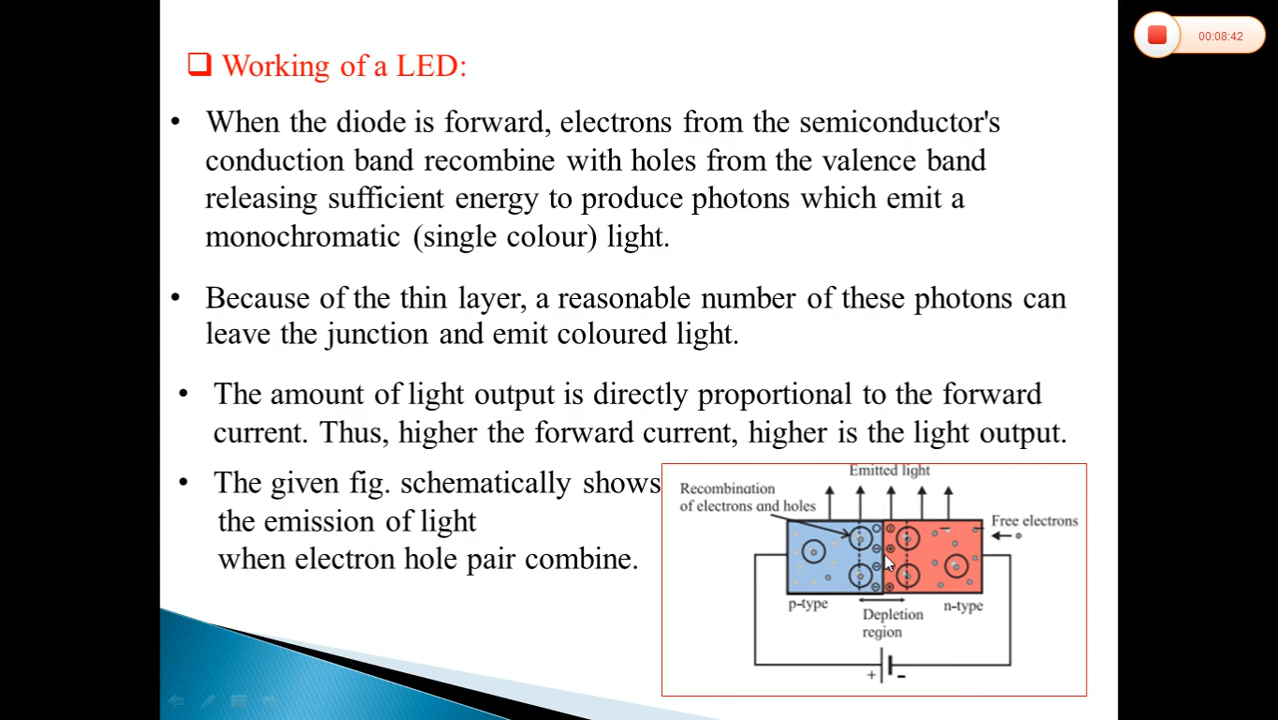 00:08:42
Working of a LED:
• When the diode is forward, electrons from the semiconductor's
conduction band recombine with holes from the valence band
releasing sufficient energy to produce photons which emit a
monochromatic (single colour) light.
• Because of the thin layer, a reasonable number of these photons can
leave the junction and emit coloured light.
• The amount of light output is directly proportional to the forward
current. Thus, higher the forward current, higher is the light output.
• The given fig. schematically shows
the emission of light
when electron hole pair combine.
Emitted light
Recombination
of electrons and holes
Free electrons
p-type
n-type
Depletion
region
+ -